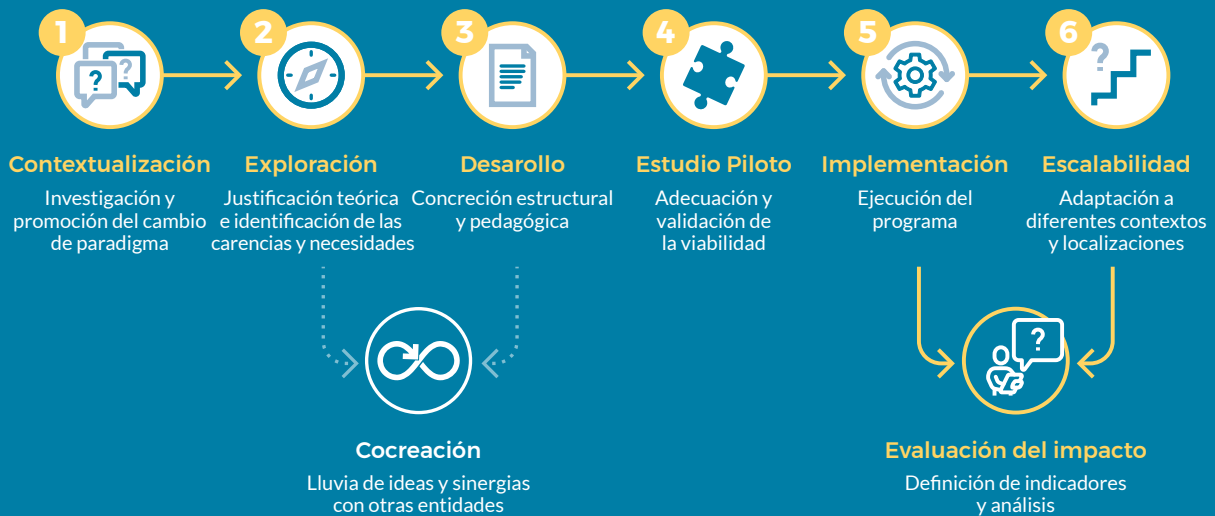 1
2
3
4
5
6
? ?
?
Contextualización
Investigación y
promoción del cambio
de paradigma
Exploración
Justificación teórica
e identificación de las
carencias y necesidades
Desarollo
Concreción estructural
y pedagógica
Estudio Piloto
Adecuación y
validación de
la viabilidad
Implementación
Ejecución del
programa
Escalabilidad
Adaptación a
diferentes contextos
y localizaciones
?
Cocreación
Lluvia de ideas y sinergias
con otras entidades
Evaluación del impacto
Definición de indicadores
y análisis